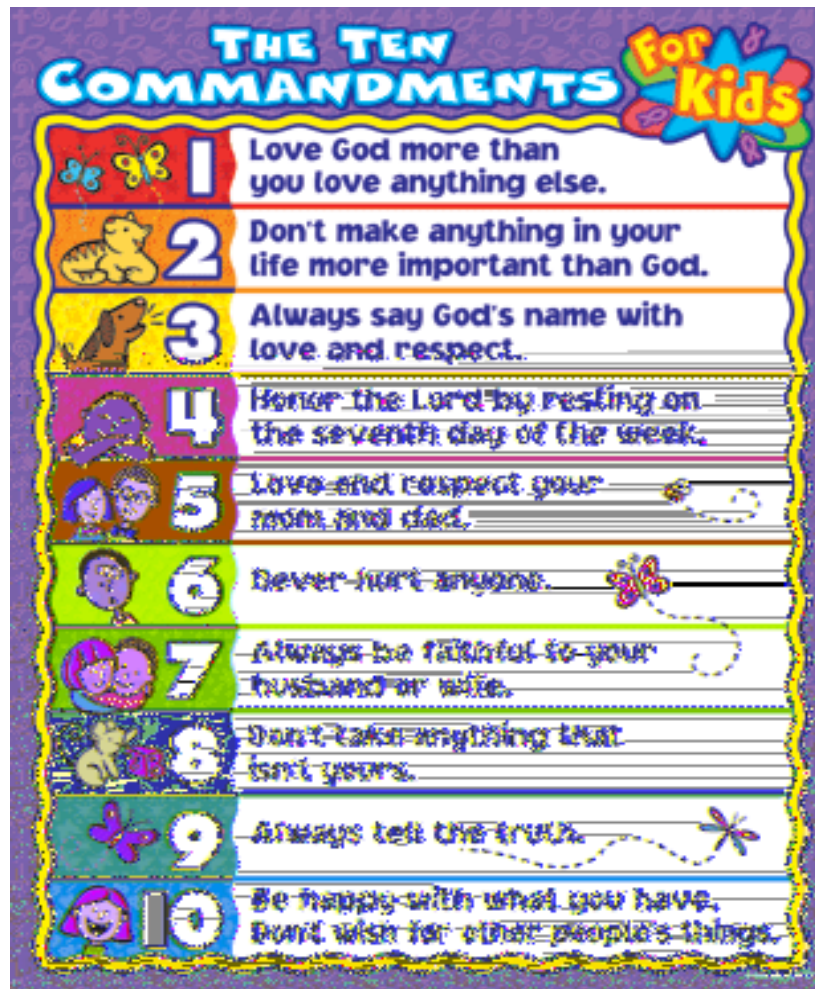 THE TEN
COMMANDMENTS
For
Kids
1
Love God more than
you love anything else.
2
Don't make anything in your
life more important than God.
3
Always say God's name with
love and respect.
4
Honor the Lord by resting on
the seventh day of the week.
5
Love and respect your
mom and dad.
6
Never hurt anyone.
7
Always be faithful to your
husband or wife.
8
Don't take anything that
isn't yours.
9
Always tell the truth.
10
Be happy with what you have.
Don't wish for other people's things.